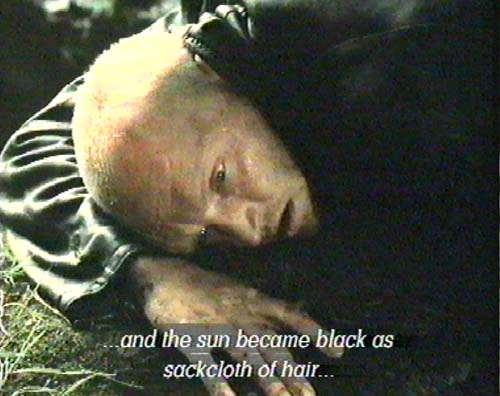 ...and the sun became black as
sackcloth of hair...